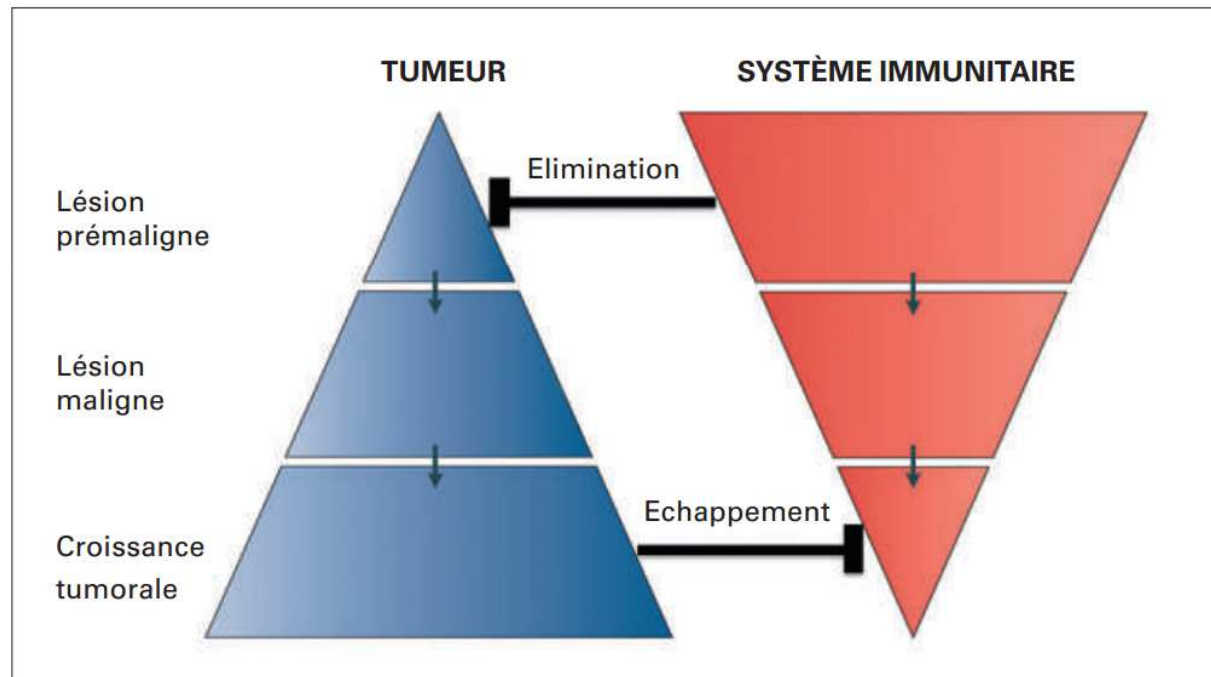 TUMEUR
SYSTÈME IMMUNITAIRE
Elimination
Lésion
prémaligne
Lésion
maligne
Echappement
Croissance
tumorale